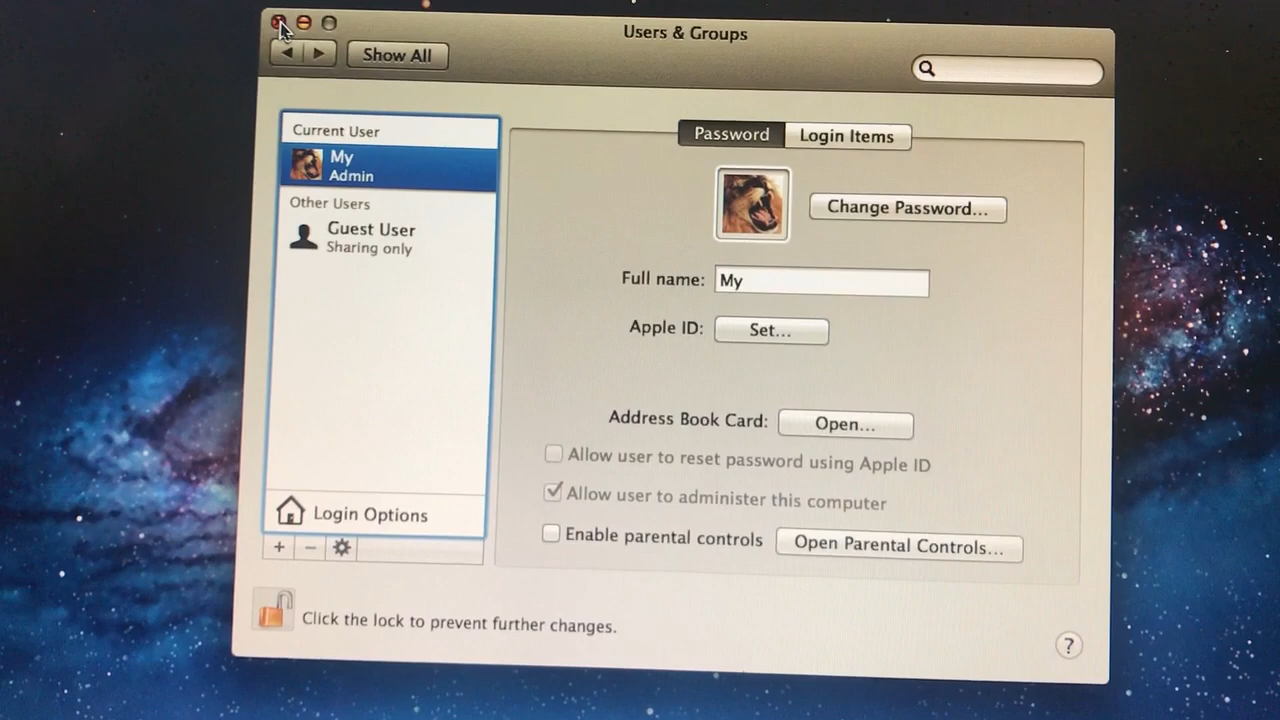 Users & Groups
Show All
Current User
My
Admin
Other Users
Guest User
Sharing only
Login Options
+ −
Password Login Items
Change Password...
Full name: My
Apple ID: Set...
Address Book Card: Open...
Allow user to reset password using Apple ID
Allow user to administer this computer
Enable parental controls Open Parental Controls...
Click the lock to prevent further changes.
?